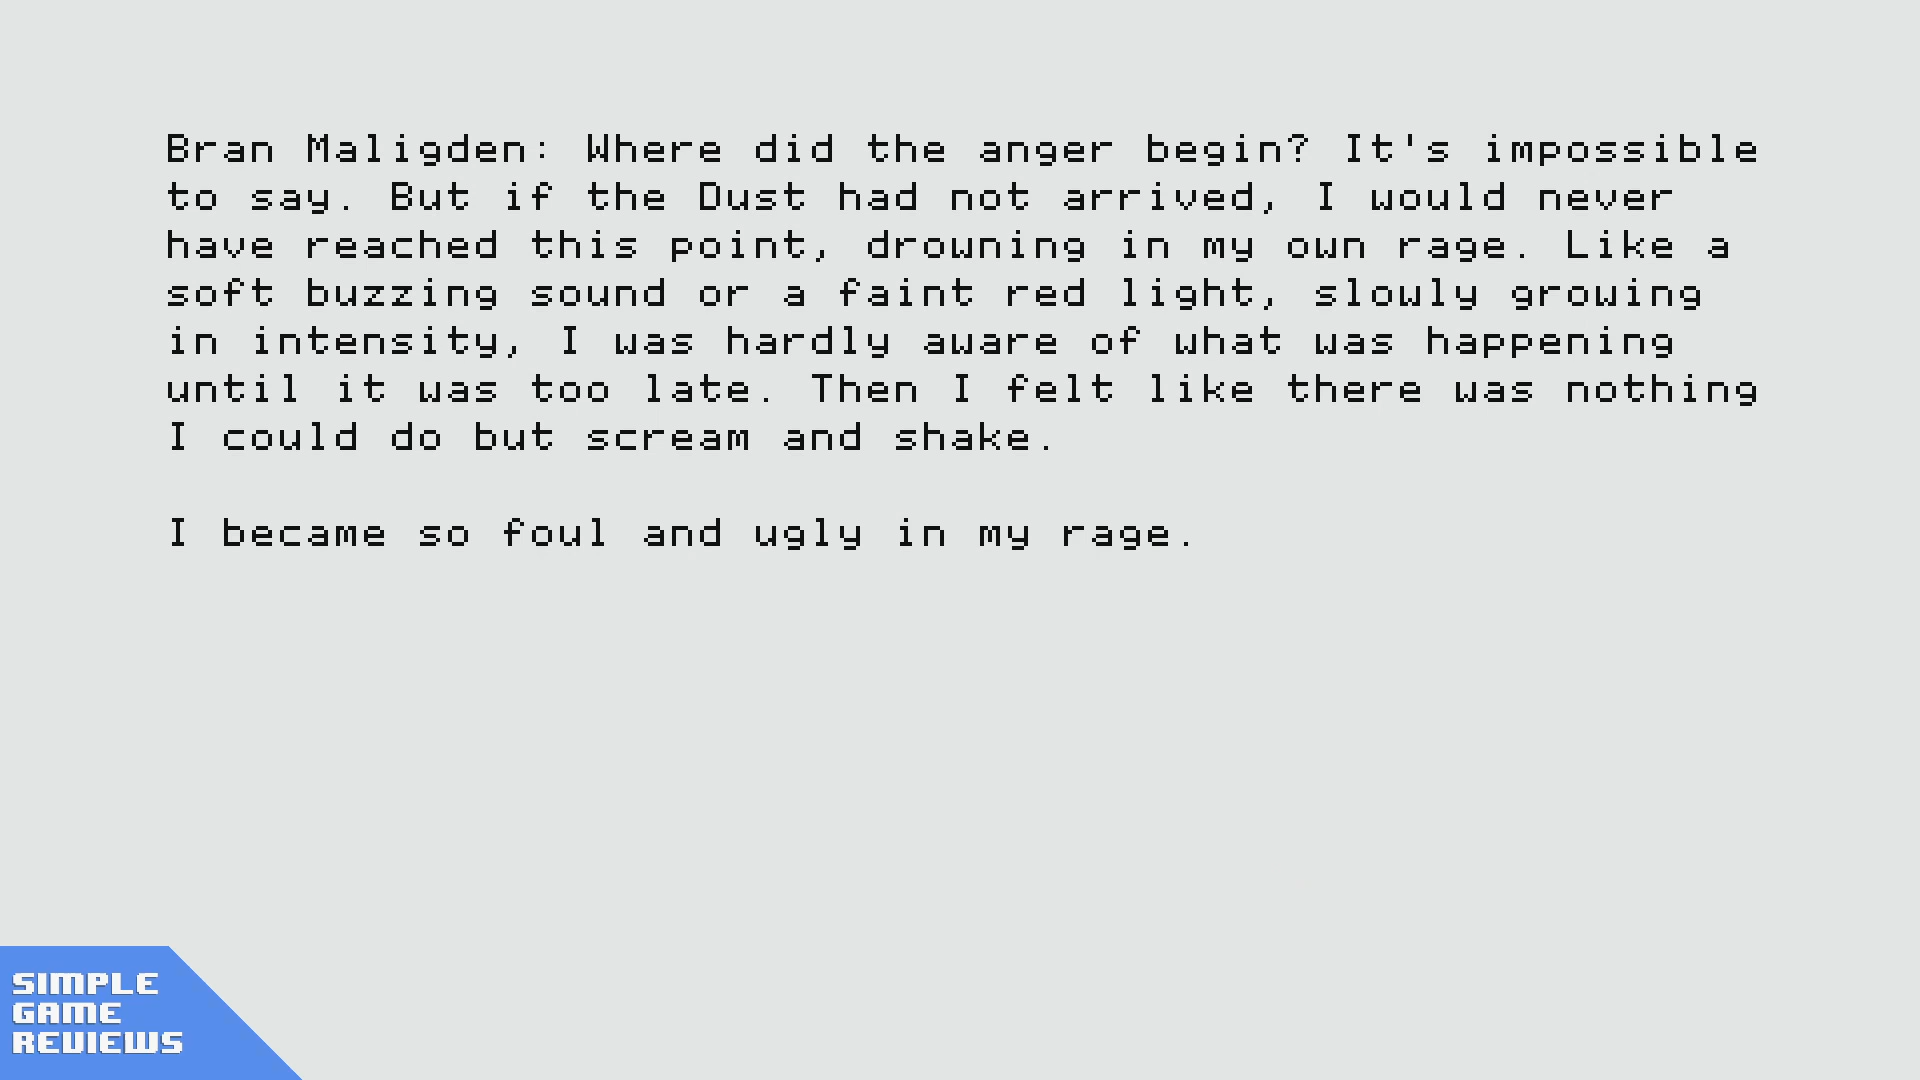 Bran Maligden: Where did the anger begin? It's impossible
to say. But if the Dust had not arrived, I would never
have reached this point, drowning in my own rage. Like a
soft buzzing sound or a faint red light, slowly growing
in intensity, I was hardly aware of what was happening
until it was too late. Then I felt like there was nothing
I could do but scream and shake.
I became so foul and ugly in my rage.
SIMPLE
GAME
REVIEWS